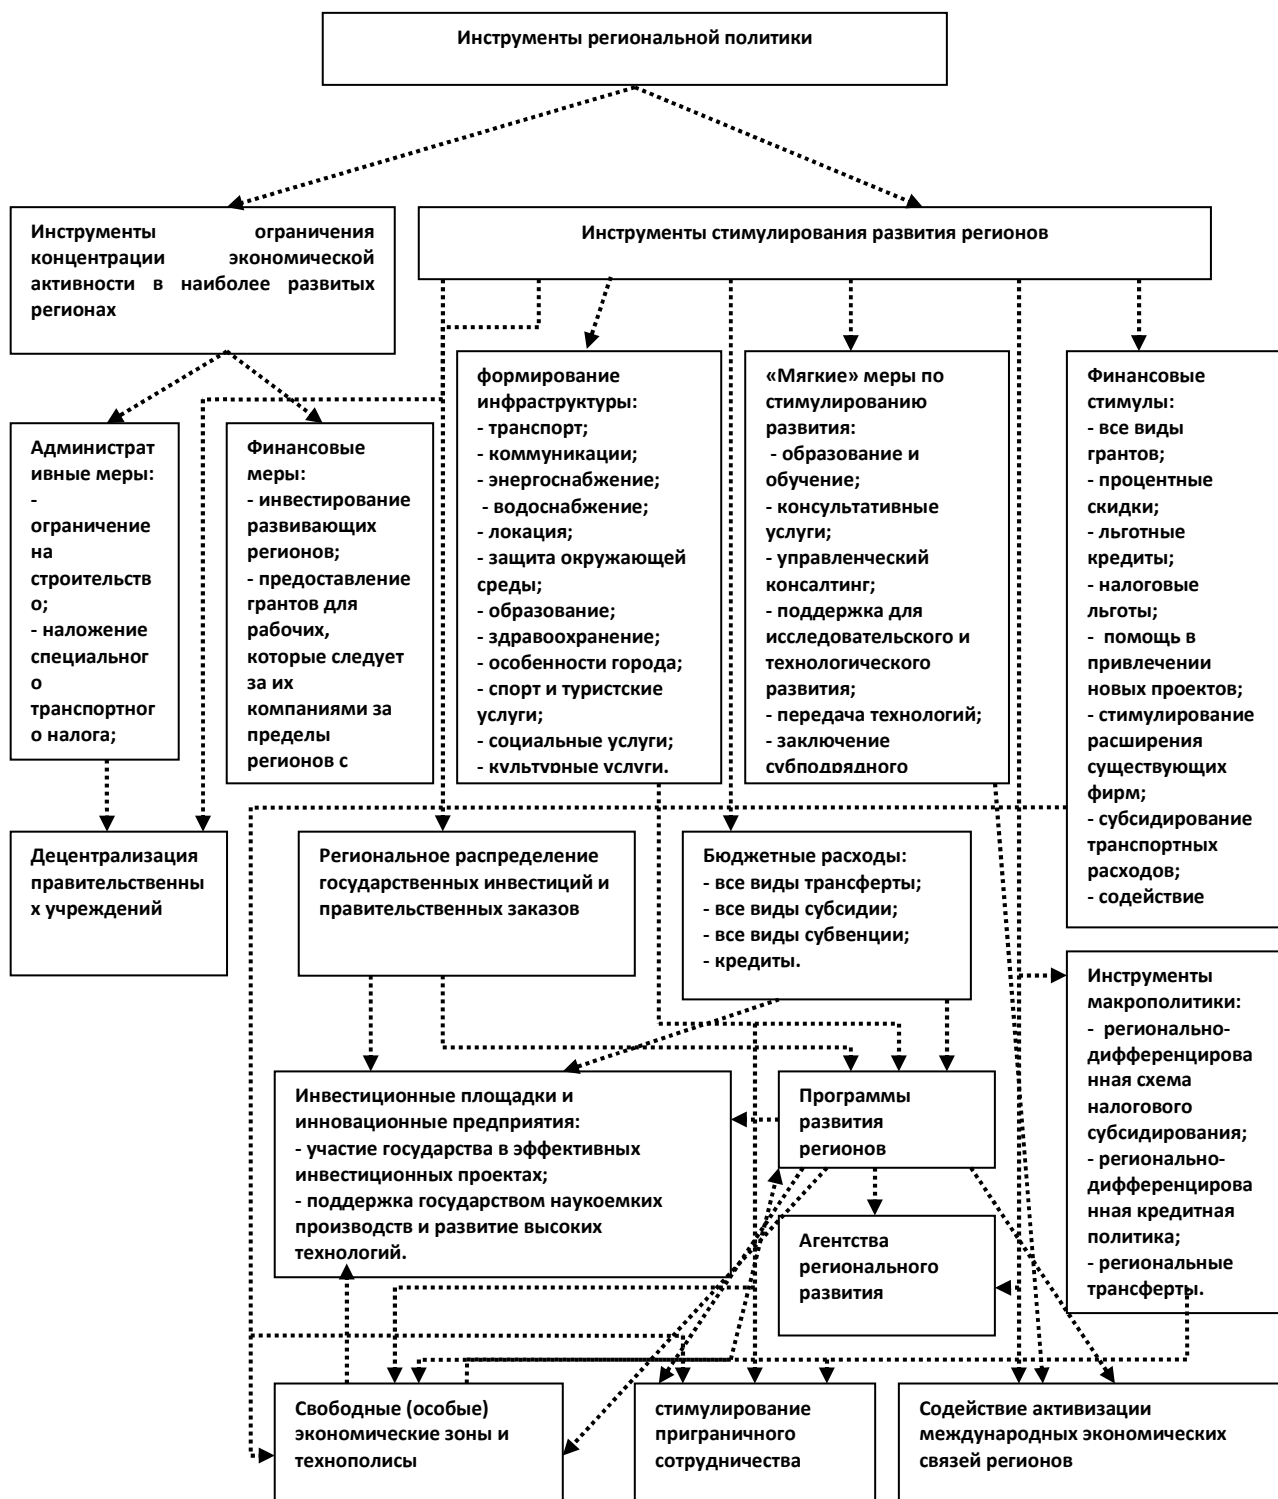 Инструменты региональной политики
Инструменты ограничения
концентрации экономической
активности в наиболее развитых
регионах
Инструменты стимулирования развития регионов
Административ
ивные меры:
-
ограничение
на
строительств
о;
- наложение
специальног
о
транспортног
о налога;
Финансовые
меры:
- инвестирование
развивающих
регионов;
- предоставление
грантов для
рабочих,
которые следует
за их
компаниями за
пределы
регионов с
формирование
инфраструктуры:
- транспорт;
- коммуникации;
- энергоснабжение;
- водоснабжение;
- локация;
- защита окружающей
среды;
- образование;
- здравоохранение;
- особенности города;
- спорт и туристские
услуги;
- социальные услуги;
- культурные услуги.
«Мягкие» меры по
стимулированию
развития:
- образование и
обучение;
- консультативные
услуги;
- управленческий
консалтинг;
- поддержка для
исследовательского и
технологического
развития;
- передача технологий;
- заключение
субподрядного
Финансовые
стимулы:
- все виды
грантов;
- процентные
скидки;
- льготные
кредиты;
- налоговые
льготы;
- помощь в
привлечении
новых проектов;
- стимулирование
расширения
существующих
фирм;
- субсидирование
транспортных
расходов;
- содействие
Децентрализация
правительственны
х учреждений
Региональное распределение
государственных инвестиций и
правительственных заказов
Бюджетные расходы:
- все виды трансферты;
- все виды субсидии;
- все виды субвенции;
- кредиты.
Инструменты
макрополитики:
- регионально-
дифференцирова
нная схема
налогового
субсидирования;
- регионально-
дифференцирова
нная кредитная
политика;
- региональные
трансферты.
Инвестиционные площадки и
инновационные предприятия:
- участие государства в эффективных
инвестиционных проектах;
- поддержка государством наукоемких
производств и развитие высоких
технологий.
Программы
развития
регионов
Агентства
регионального
развития
Свободные (особые)
экономические зоны и
технополисы
стимулирование
приграничного
сотрудничества
Содействие активизации
международных экономических
связей регионов